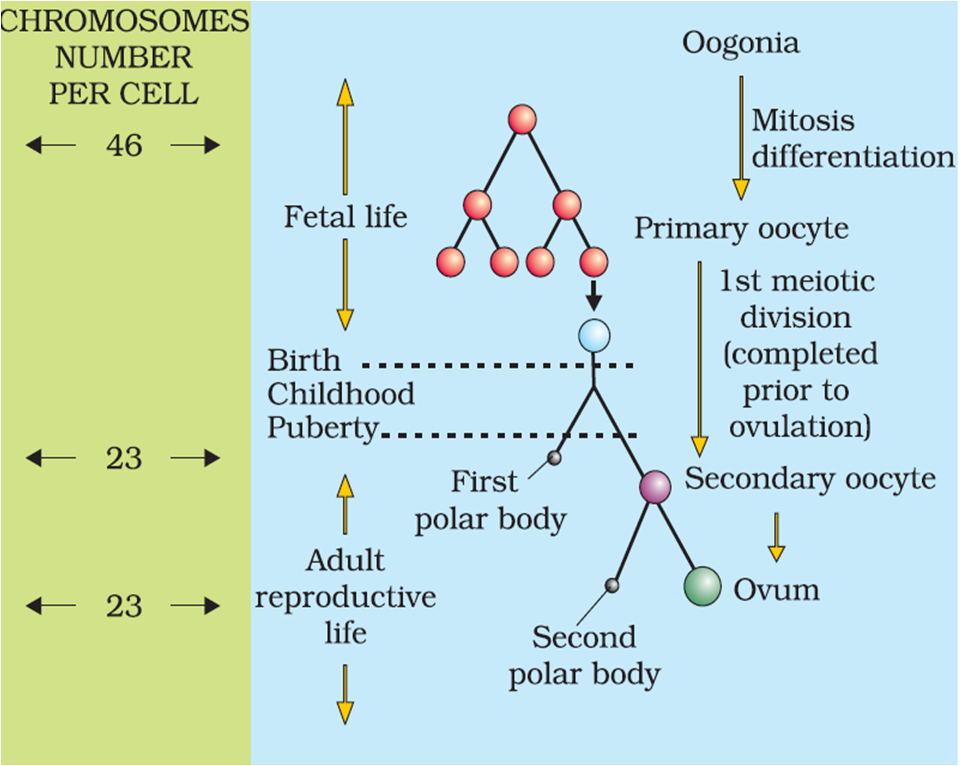 CHROMOSOMES
NUMBER
PER CELL
46
23
23
Fetal life
Birth
Childhood
Puberty
Adult
reproductive
life
First
polar body
Second
polar body
Oogonia
Mitosis
differentiation
Primary oocyte
1st meiotic
division
(completed
prior to
ovulation)
Secondary oocyte
Ovum